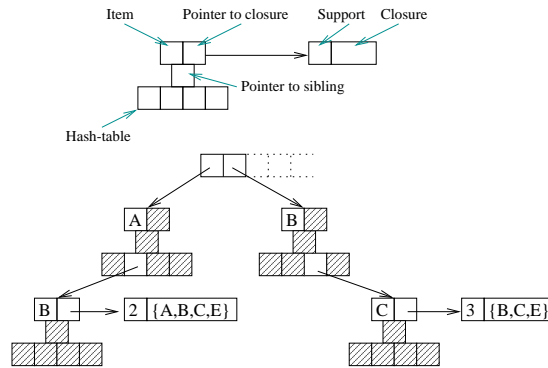 Item Pointer to closure Support Closure
Pointer to sibling
Hash-table
A B
B 2 {A,B,C,E} C 3 {B,C,E}